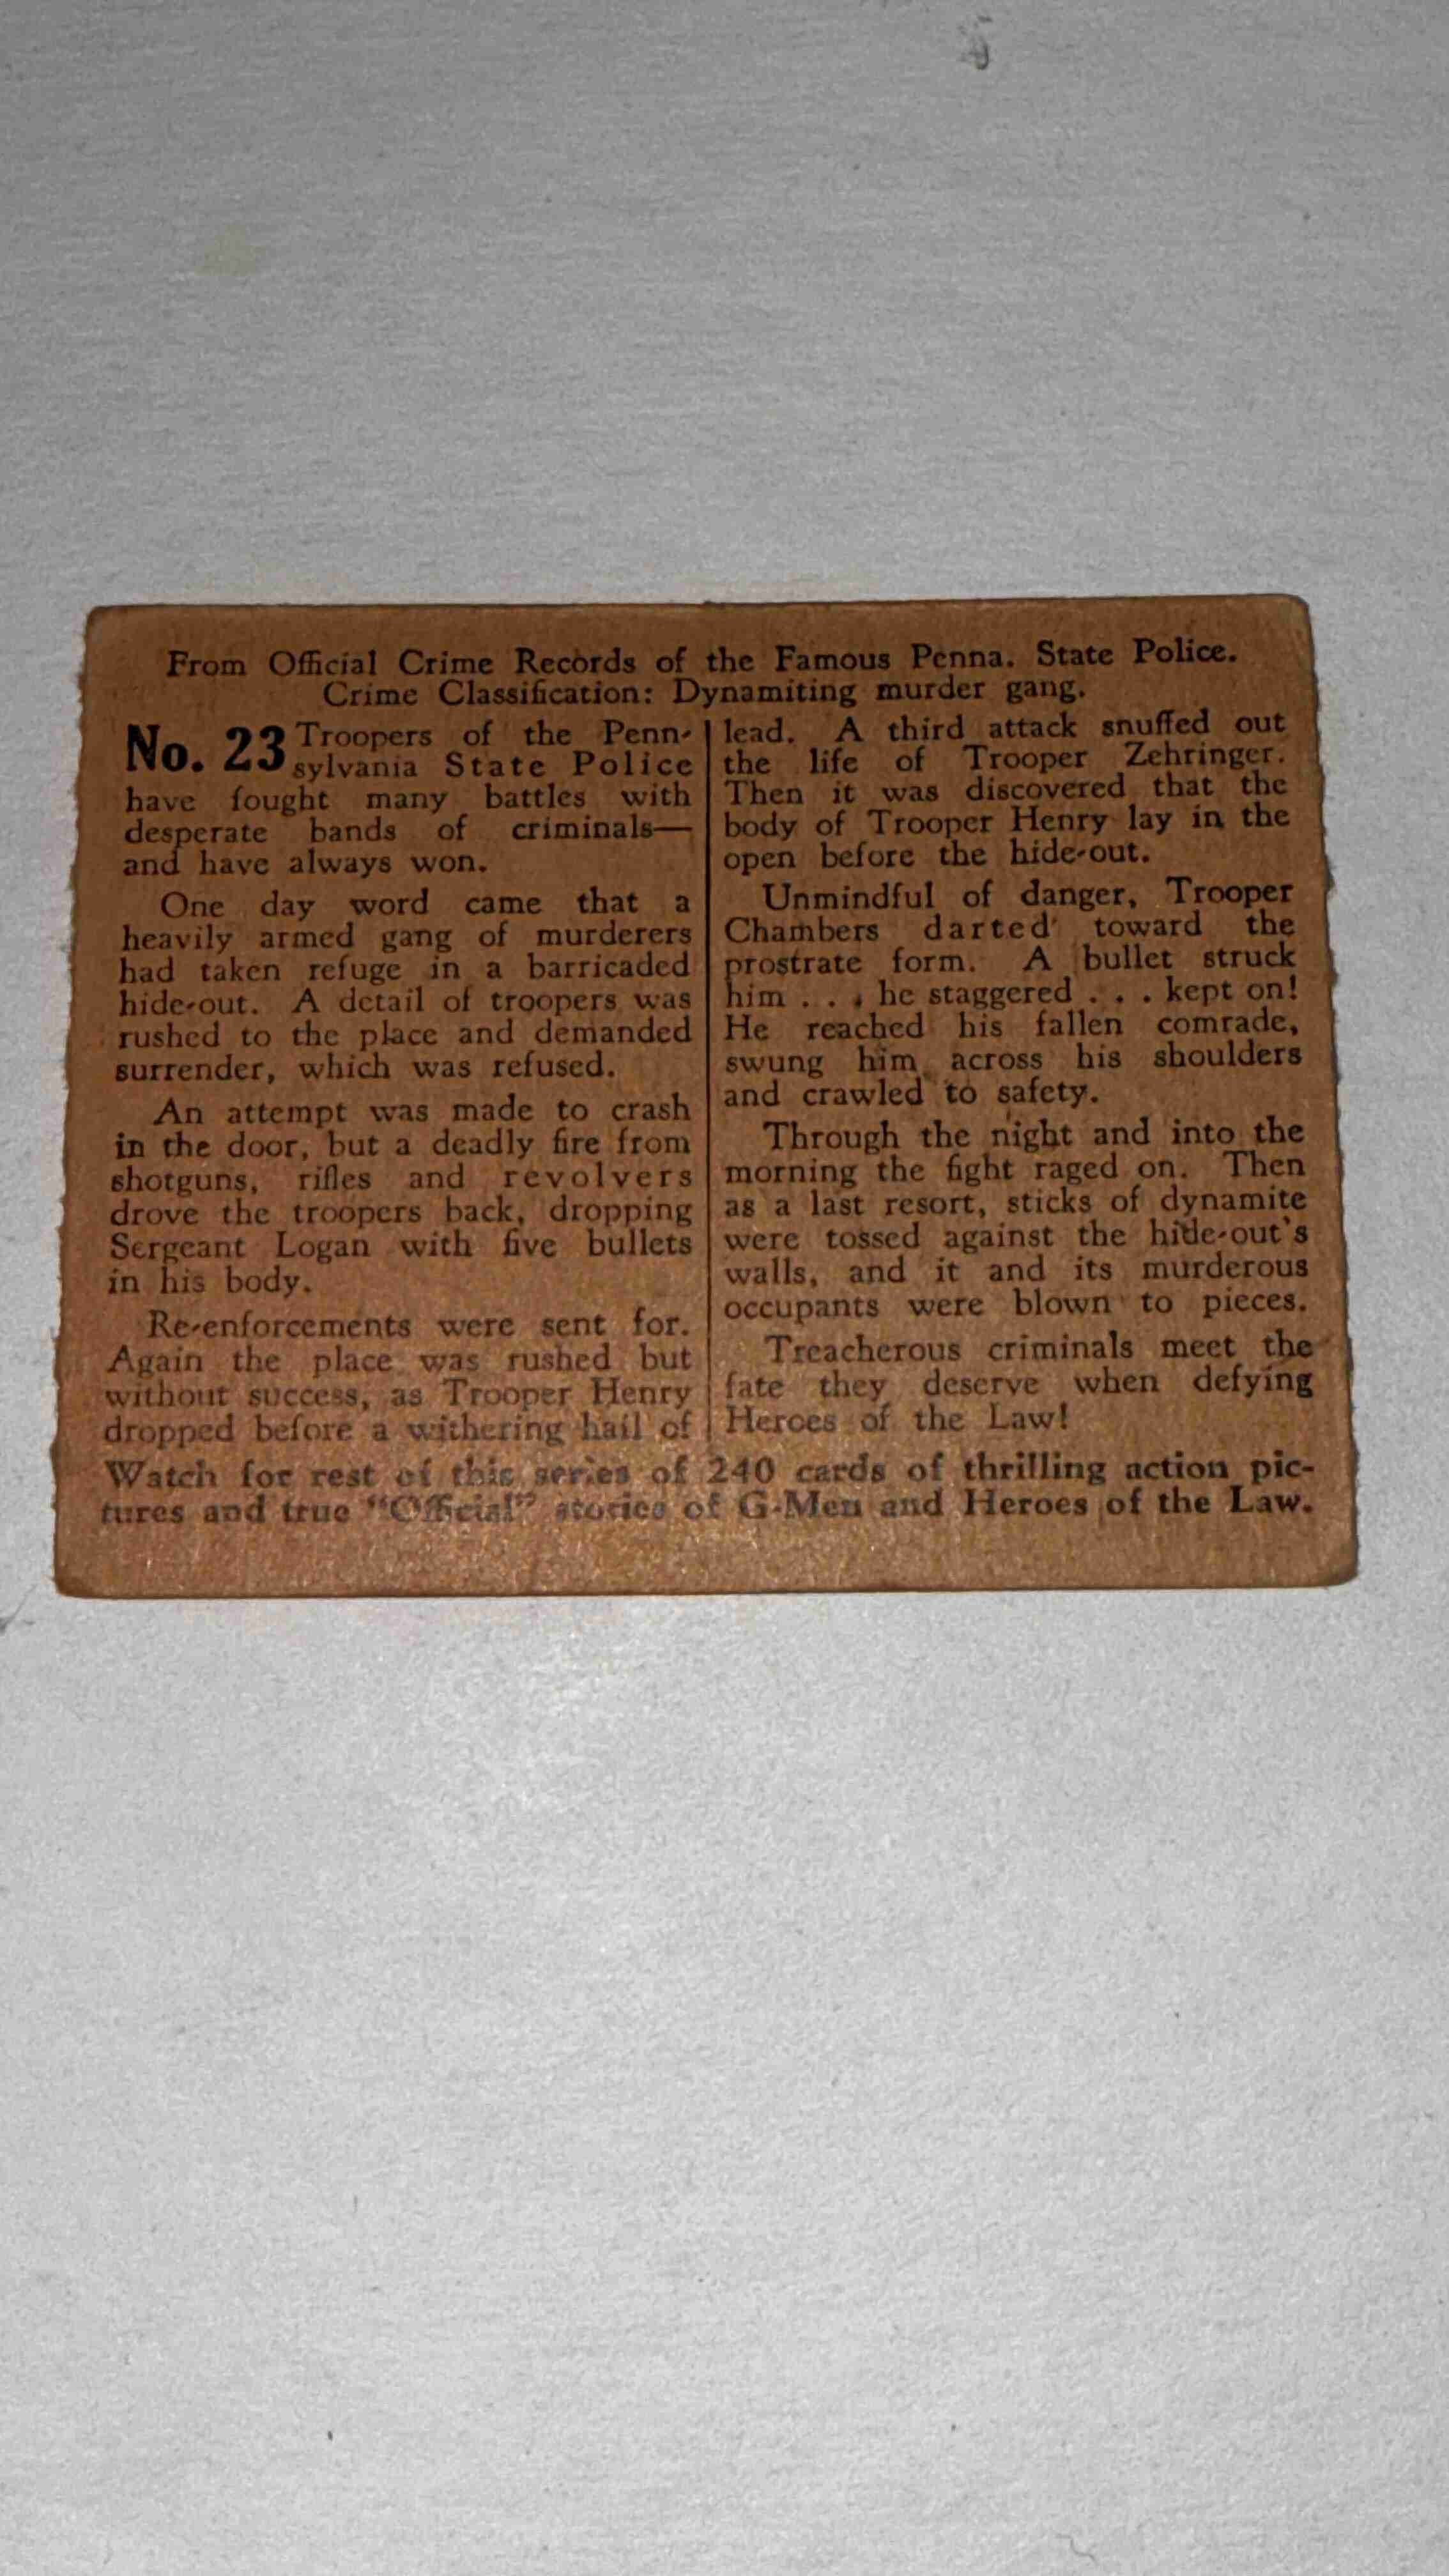 From Official Crime Records of the Famous Penna. State Police.
Crime Classification: Dynamiting murder gang.
No. 23 Troopers of the Penn-
sylvania State Police
have fought many battles with
desperate bands of criminals—
and have always won.
One day word came that a
heavily armed gang of murderers
had taken refuge in a barricaded
hide-out. A detail of troopers was
rushed to the place and demanded
surrender, which was refused.
An attempt was made to crash
in the door, but a deadly fire from
shotguns, rifles and revolvers
drove the troopers back, dropping
Sergeant Logan with five bullets
in his body.
Re-enforcements were sent for.
Again the place was rushed but
without success, as Trooper Henry
dropped before a withering hail of
lead. A third attack snuffed out
the life of Trooper Zehringer.
Then it was discovered that the
body of Trooper Henry lay in the
open before the hide-out.
Unmindful of danger, Trooper
Chambers darted toward the
prostrate form. A bullet struck
him . . . he staggered . . . kept on!
He reached his fallen comrade,
swung him across his shoulders
and crawled to safety.
Through the night and into the
morning the fight raged on. Then
as a last resort, sticks of dynamite
were tossed against the hide-out's
walls, and it and its murderous
occupants were blown to pieces.
Treacherous criminals meet the
fate they deserve when defying
Heroes of the Law!
Watch for rest of this series of 240 cards of thrilling action pic-
tures and true "Official" stories of G-Men and Heroes of the Law.